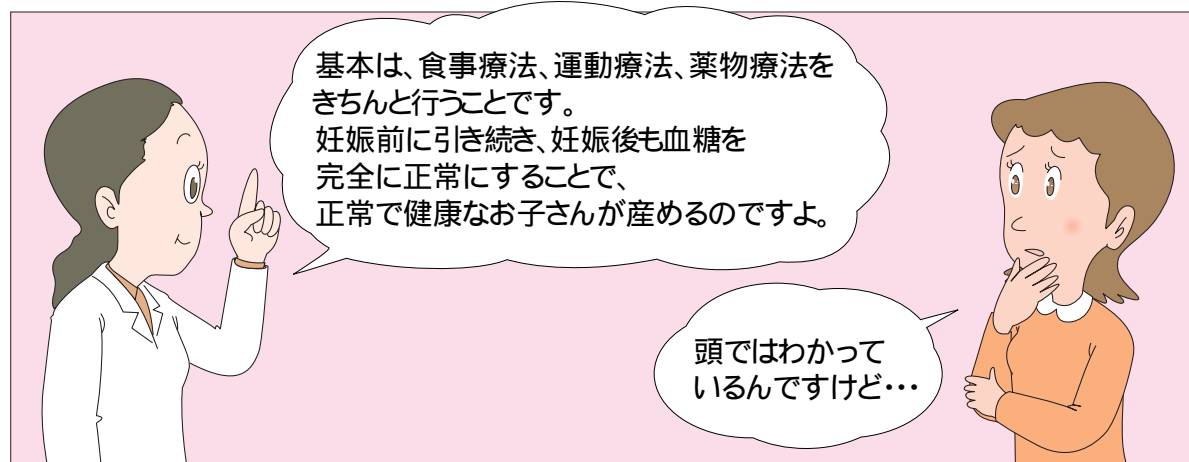 基本は、食事療法、運動療法、薬物療法を
きちんと行うことです。
妊娠前に引き続き、妊娠後も血糖を
完全に正常にすることで、
正常で健康なお子さんが産めるのですよ。
頭ではわかって
いるんですけど・・・